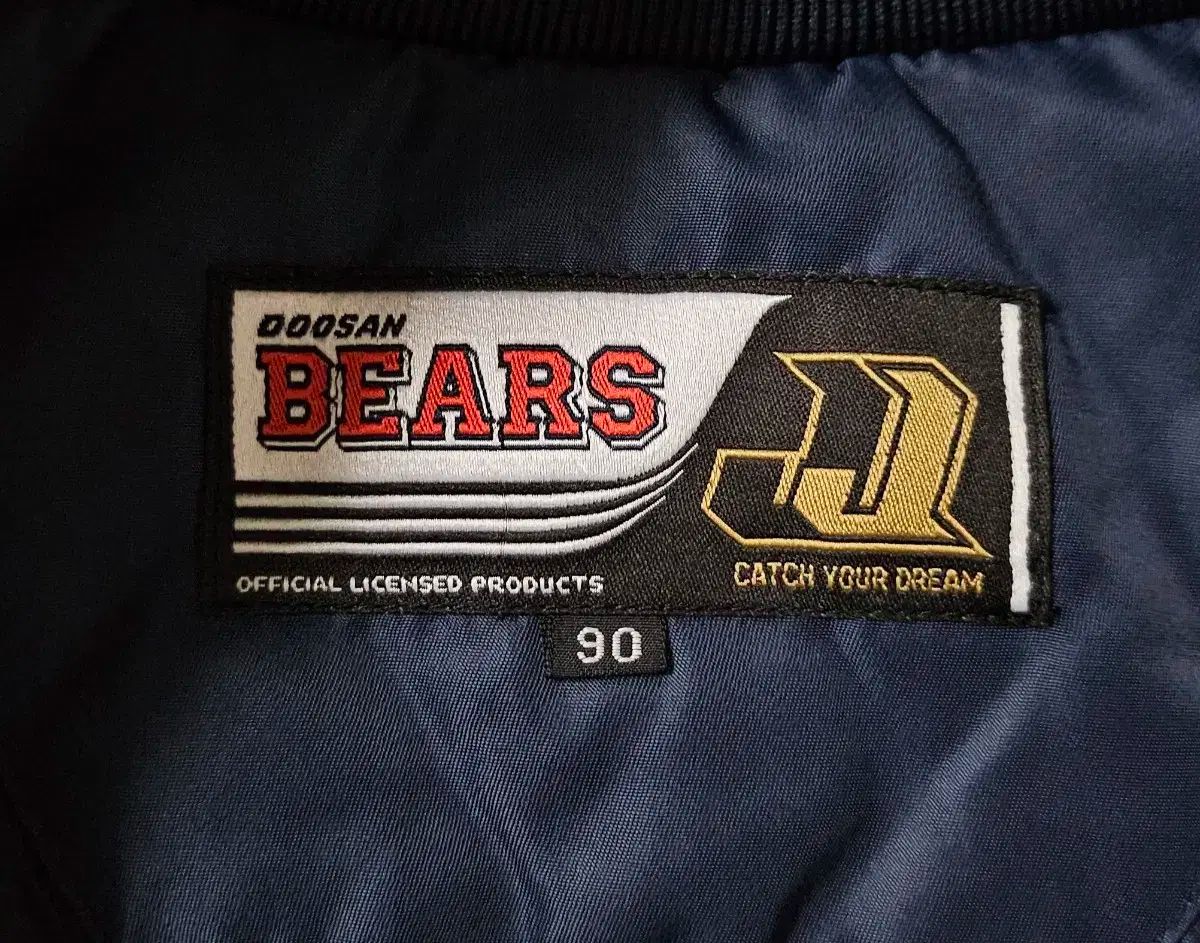 DOOSAN
BEARS
OFFICIAL LICENSED PRODUCTS
CATCH YOUR DREAM
90